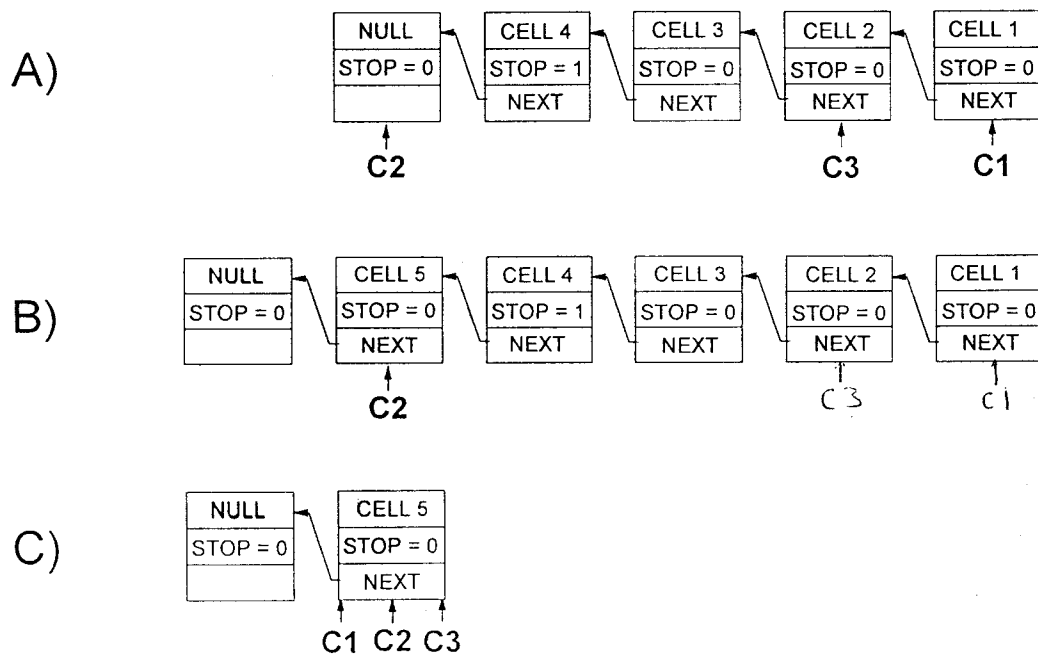 A)
NULL CELL 4 CELL 3 CELL 2 CELL 1
STOP = 0 STOP = 1 STOP = 0 STOP = 0 STOP = 0
NEXT NEXT NEXT NEXT
C2 C3 C1
B)
NULL CELL 5 CELL 4 CELL 3 CELL 2 CELL 1
STOP = 0 STOP = 0 STOP = 1 STOP = 0 STOP = 0 STOP = 0
NEXT NEXT NEXT NEXT NEXT
C2 C3 C1
C)
NULL CELL 5
STOP = 0 STOP = 0
NEXT
C1 C2 C3